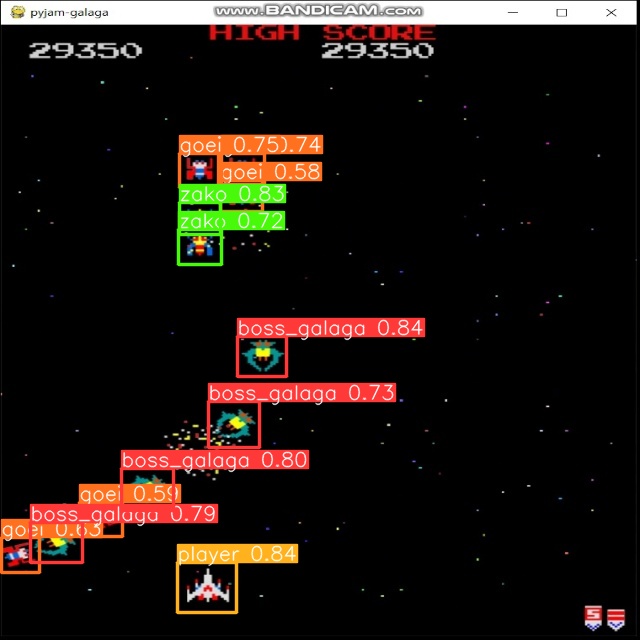 pyjam-galaga
www.BANDICAM.com
HIGH SCORE
29350 29350
goei 0.75 .74
goei 0.58
zako 0.83
zako 0.72
boss_galaga 0.84
boss_galaga 0.73
boss_galaga 0.80
goei 0.59
boss_galaga 0.79
goei 0.63
player 0.84
5